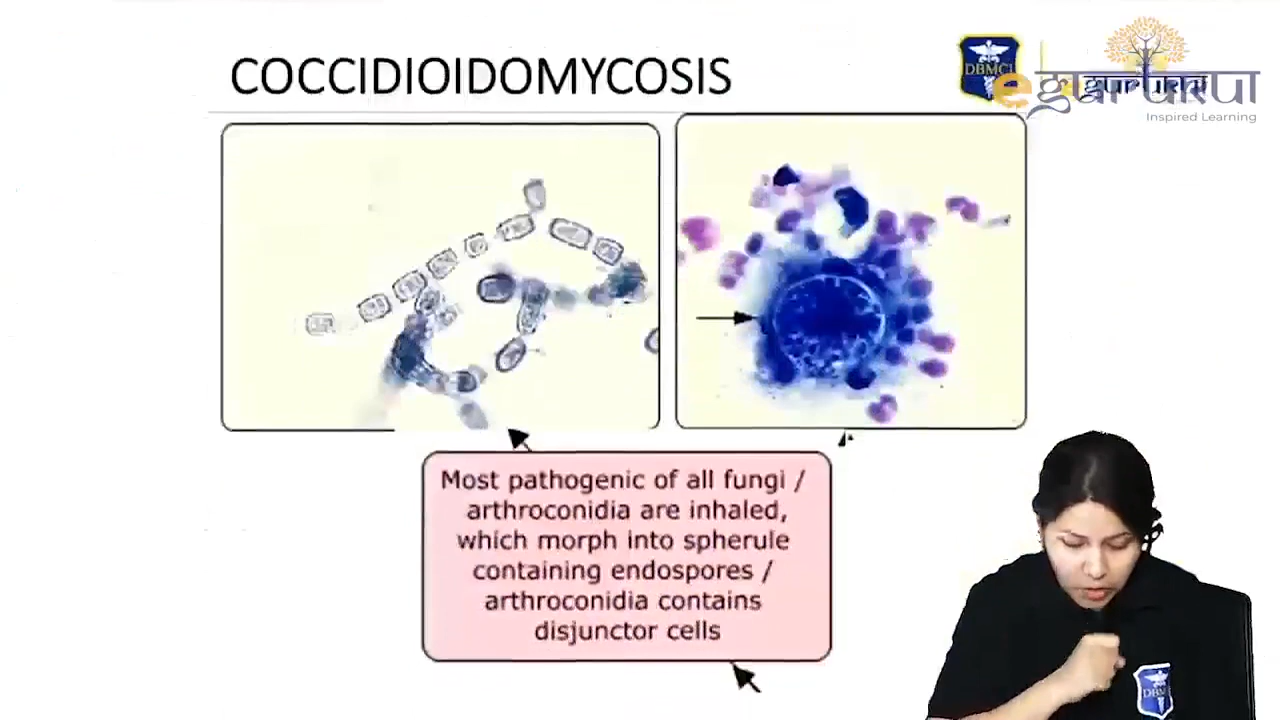 COCCIDIOIDOMYCOSIS
DBMCI
eGurukul
Inspired Learning
Most pathogenic of all fungi /
arthroconidia are inhaled,
which morph into spherule
containing endospores /
arthroconidia contains
disjunctor cells